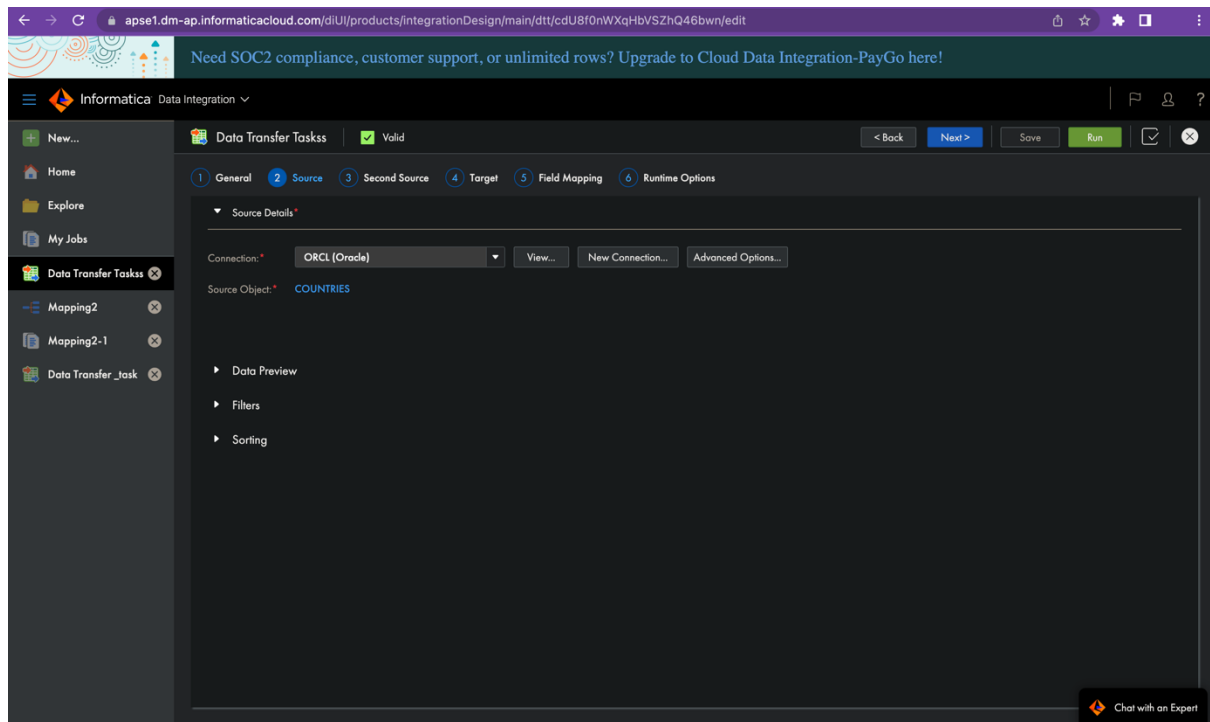 apse1.dm-ap.informaticacloud.com/diUI/products/integrationDesign/main/dtt/cdU8f0nWXqHbVSZhQ46bwn/edit
Need SOC2 compliance, customer support, or unlimited rows? Upgrade to Cloud Data Integration-PayGo here!
Informatica Data Integration
?
New...
Home
Explore
My Jobs
Data Transfer Taskss
Mapping2
Mapping2-1
Data Transfer _task
Data Transfer Taskss Valid < Back Next > Save Run
1 General 2 Source 3 Second Source 4 Target 5 Field Mapping 6 Runtime Options
Source Details*
Connection:* ORCL (Oracle) View... New Connection... Advanced Options...
Source Object:* COUNTRIES
Data Preview
Filters
Sorting
Chat with an Expert